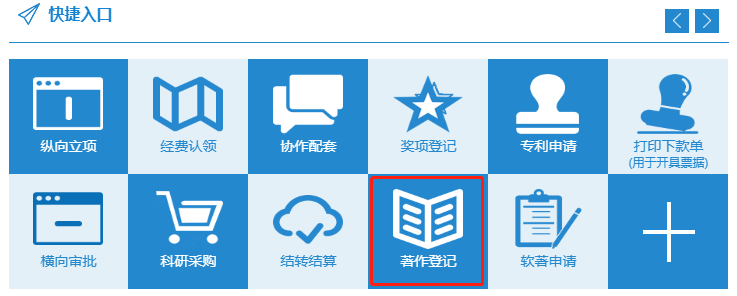 快捷入口
纵向立项
经费认领
协作配套
奖项登记
专利申请
打印下款单
(用于开具票据)
横向审批
科研采购
结转结算
著作登记
软著申请